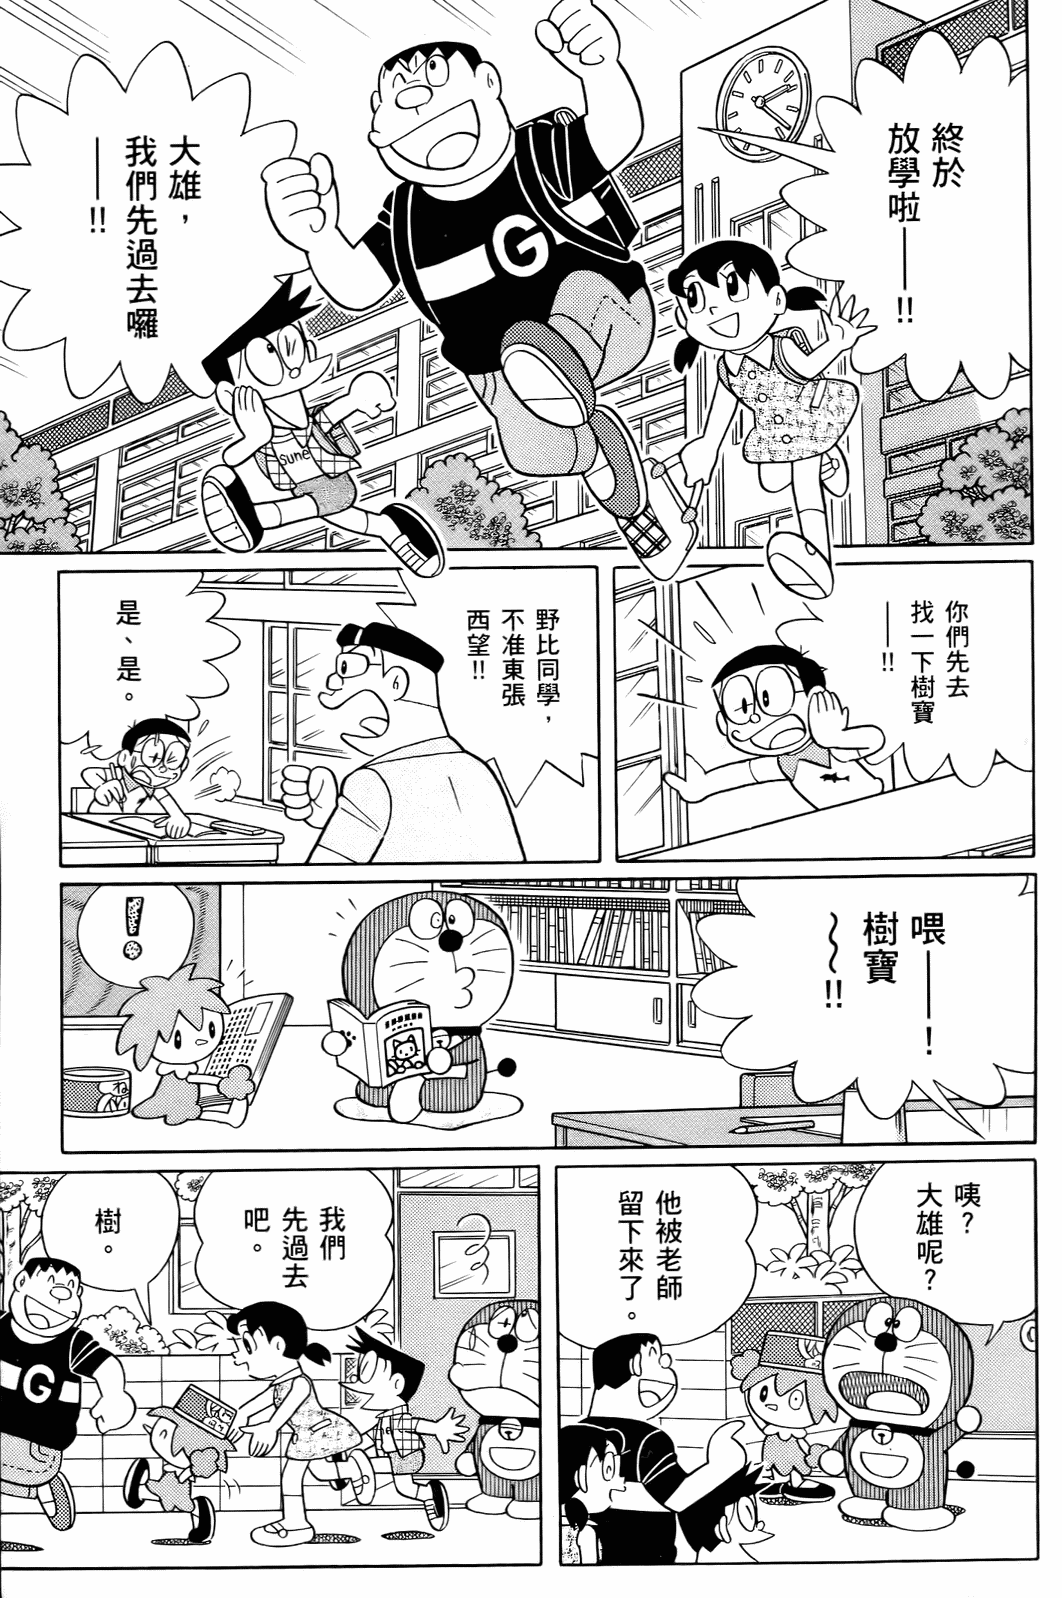 終於
放學啦——!!
大雄，
我們先過去囉
——!!
G
Sune
你們先去
找一下樹寶
——!!
野比同學，
不准東張
西望!!
是、是。
喂——！
樹寶
～～!!
!
咦？
大雄呢？
他被老師
留下來了。
我們
先過去
吧。
樹。
G
ne